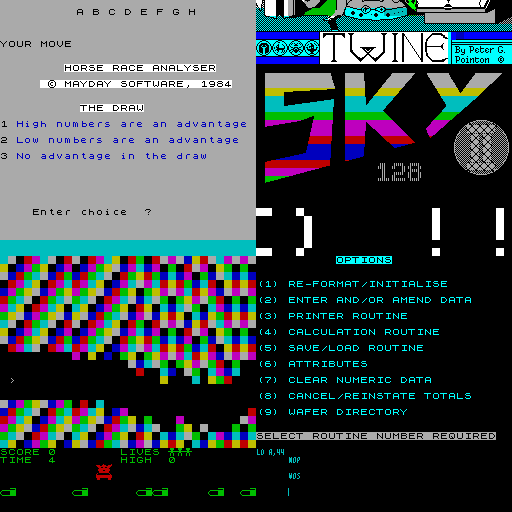 A B C D E F G H
YOUR MOVE
HORSE RACE ANALYSER
© MAYDAY SOFTWARE, 1984
THE DRAW
1 High numbers are an advantage
2 Low numbers are an advantage
3 No advantage in the draw
Enter choice ?
>
SCORE 0 LIVES
TIME 4 HIGH 0
TWINE
By Peter G.
Pointon ©
SKY
128
) ! !
OPTIONS
(1) RE-FORMAT/INITIALISE
(2) ENTER AND/OR AMEND DATA
(3) PRINTER ROUTINE
(4) CALCULATION ROUTINE
(5) SAVE/LOAD ROUTINE
(6) ATTRIBUTES
(7) CLEAR NUMERIC DATA
(8) CANCEL/REINSTATE TOTALS
(9) WAFER DIRECTORY
SELECT ROUTINE NUMBER REQUIRED
LD A,44
NOP